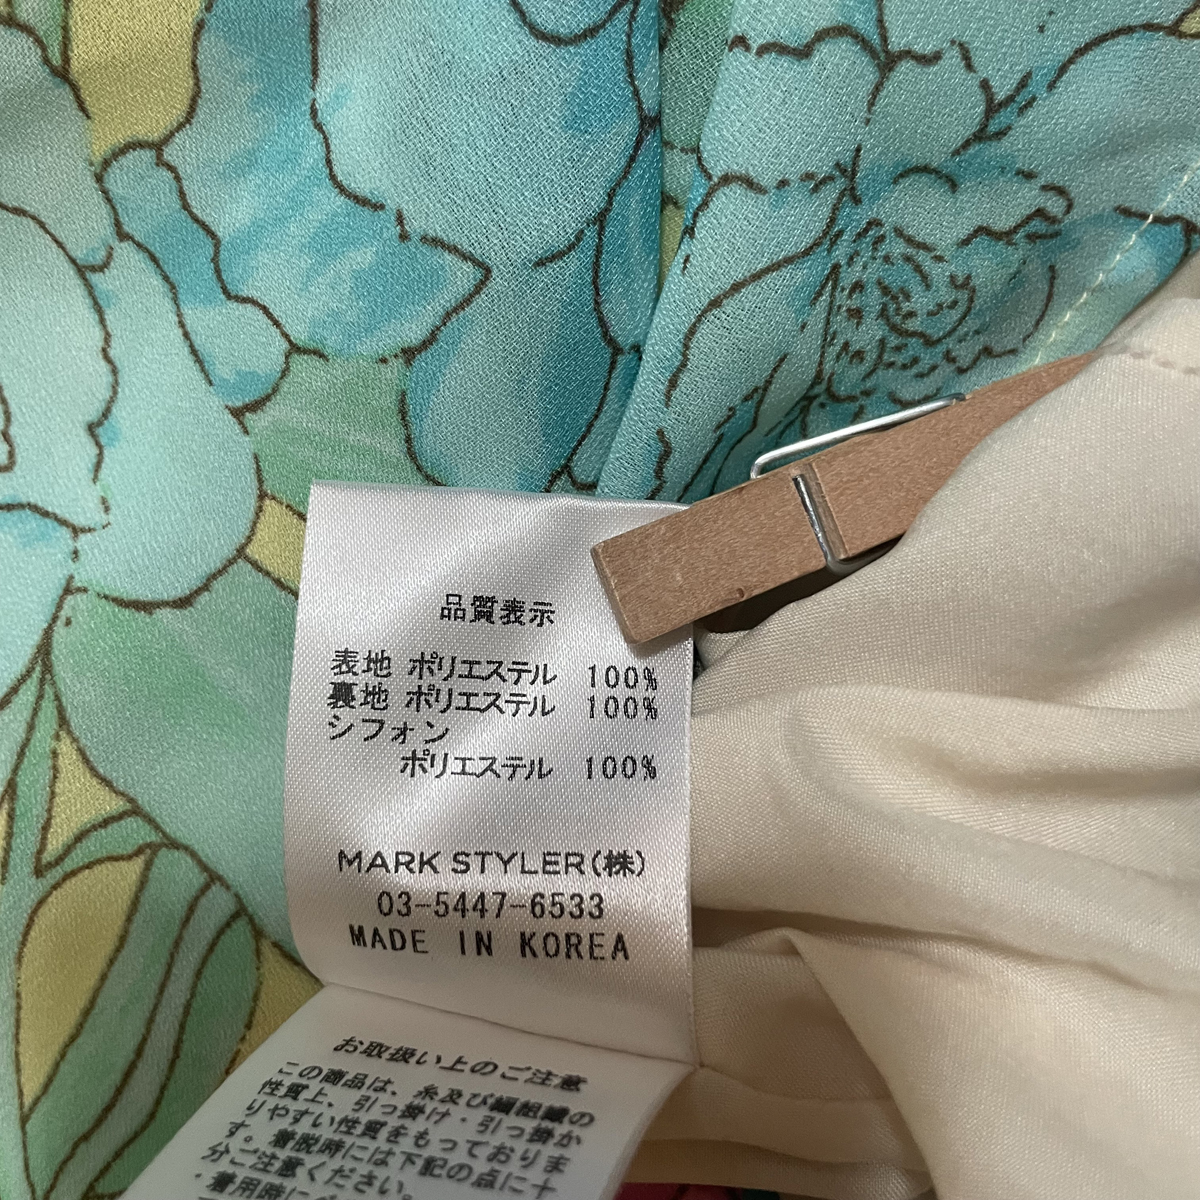 品質表示
表地 ポリエステル 100%
裏地 ポリエステル 100%
シフォン
ポリエステル 100%
MARK STYLER(株)
03-5447-6533
MADE IN KOREA
お取扱い上のご注意
この商品は、糸及び編組織の
性質上、引っ掛け・引っ掛か
りやすい性質をもっておりま
す。着脱時には下記の点に十
分ご注意ください。
・着用時に